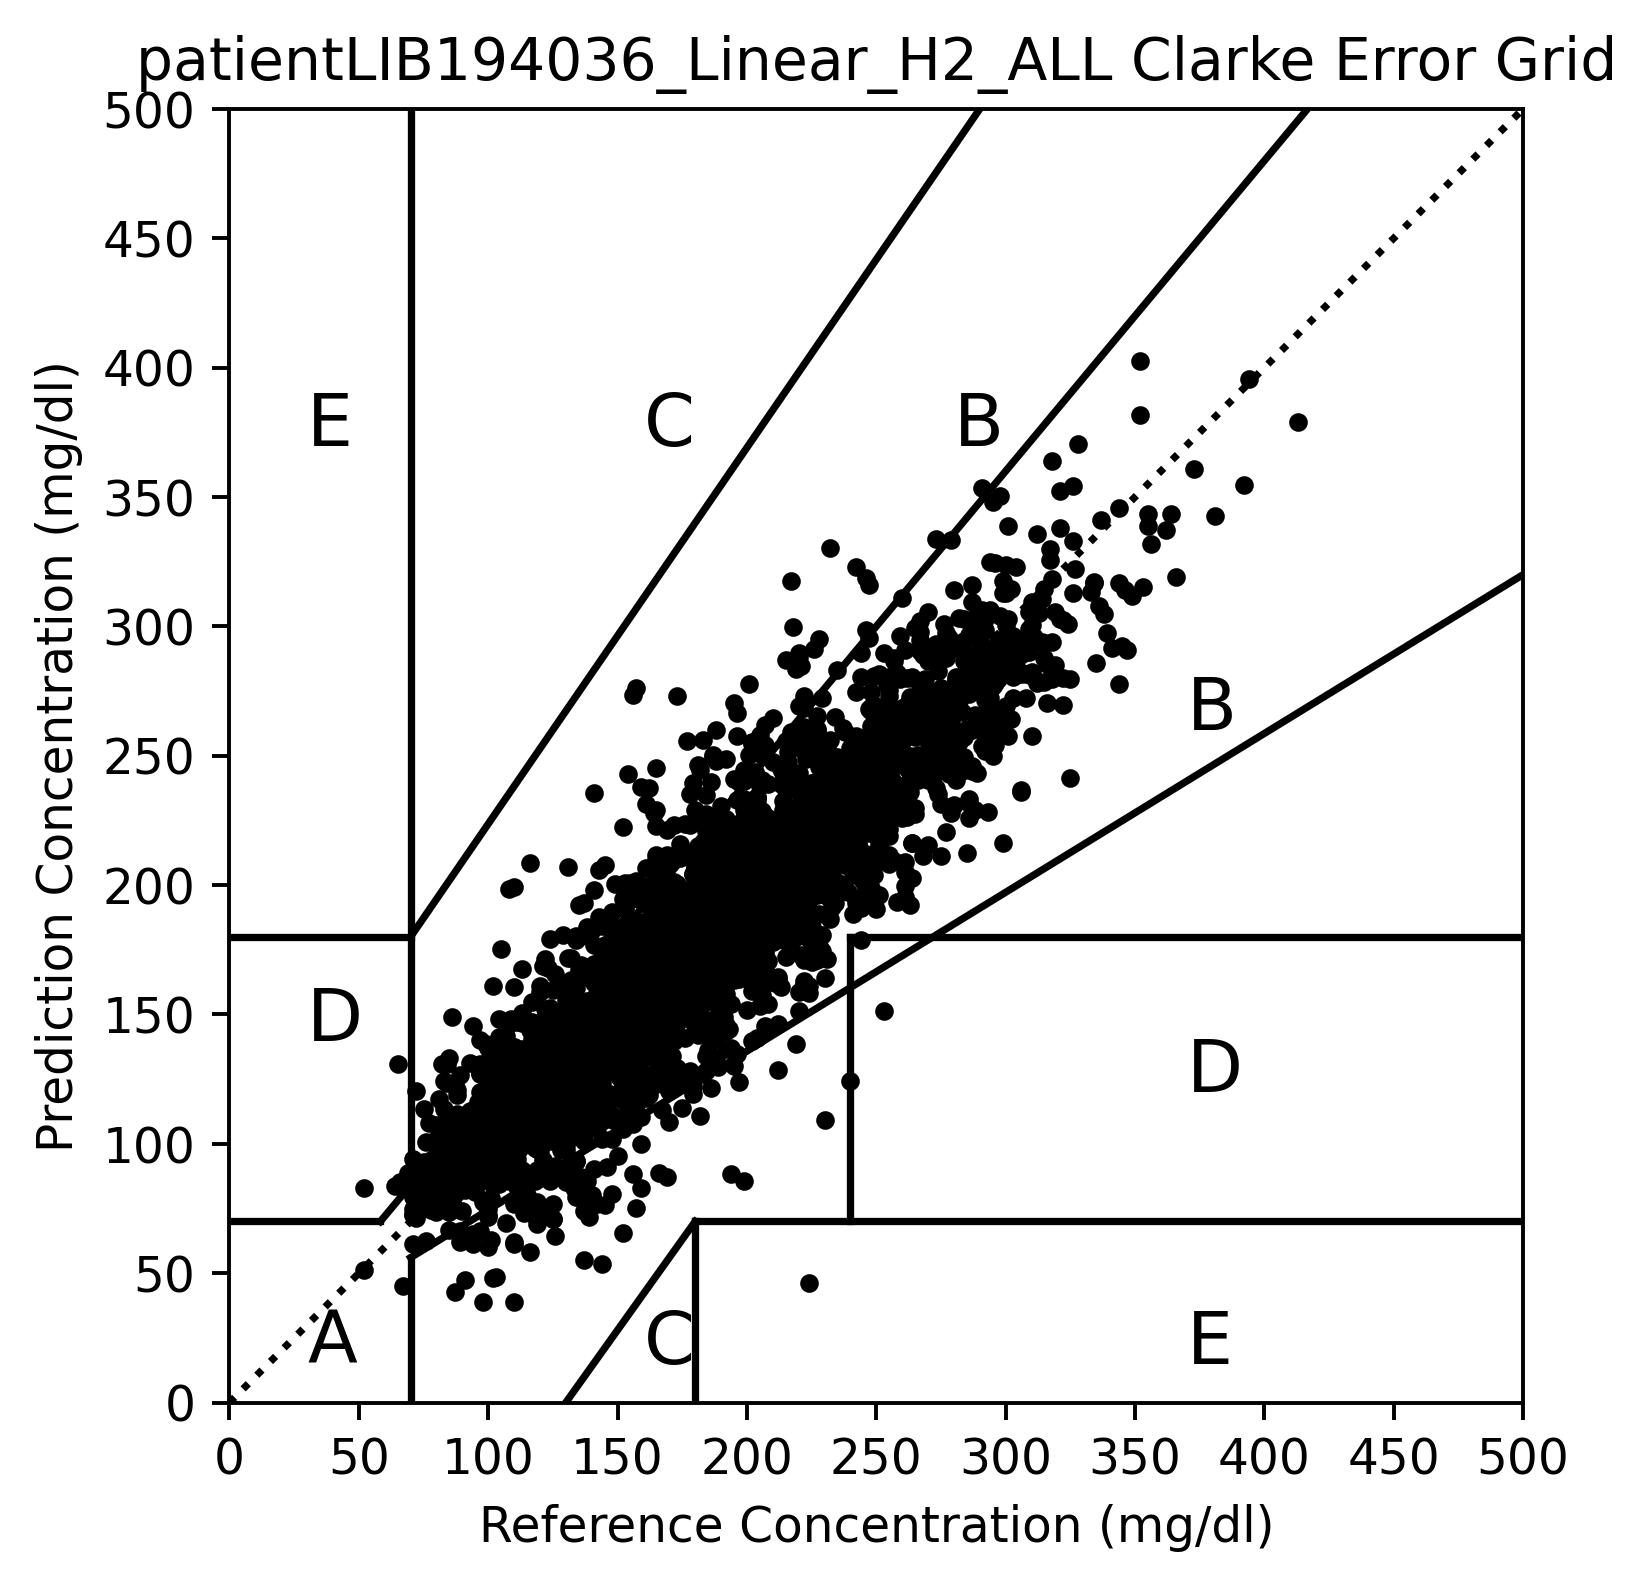 patientLIB194036_Linear_H2_ALL Clarke Error Grid
Prediction Concentration (mg/dl)
500
450
400
350
300
250
200
150
100
50
0
E
C
B
B
D
D
A
C
E
0 50 100 150 200 250 300 350 400 450 500
Reference Concentration (mg/dl)